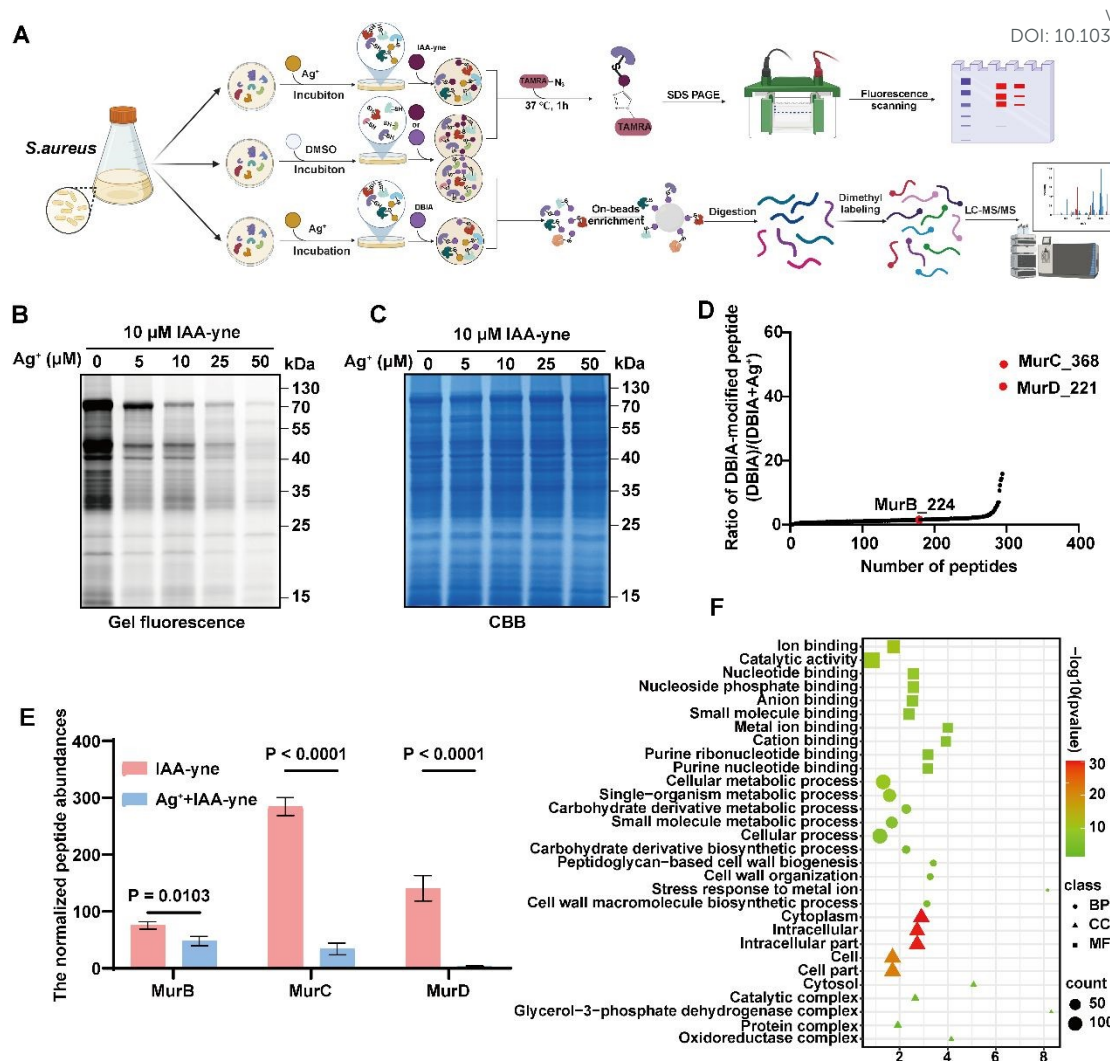 V
DOI: 10.103
A
S.aureus
Ag⁺
Incubiton
IAA-yne
DMSO
Incubiton
or
Ag⁺
Incubation
DBIA
TAMRA
N₃
37 °C, 1h
TAMRA
SDS PAGE
Fluorescence
scanning
On-beads
enrichment
Digestion
Dimethyl
labeling
LC-MS/MS
B
10 μM IAA-yne
Ag⁺ (μM) 0 5 10 25 50 kDa
130
70
55
40
35
25
15
Gel fluorescence
C
10 μM IAA-yne
Ag⁺ (μM) 0 5 10 25 50 kDa
130
70
55
40
35
25
15
CBB
D
Ratio of DBIA-modified peptide
(DBIA)/(DBIA+Ag⁺)
60
40
20
0
MurC_368
MurD_221
MurB_224
0 100 200 300 400
Number of peptides
E
The normalized peptide abundances
400
300
200
100
0
IAA-yne
Ag⁺+IAA-yne
P = 0.0103
P < 0.0001
P < 0.0001
MurB MurC MurD
F
Ion binding
Catalytic activity
Nucleotide binding
Nucleoside phosphate binding
Anion binding
Small molecule binding
Metal ion binding
Cation binding
Purine ribonucleotide binding
Purine nucleotide binding
Cellular metabolic process
Single-organism metabolic process
Carbohydrate derivative metabolic process
Small molecule metabolic process
Cellular process
Carbohydrate derivative biosynthetic process
Peptidoglycan-based cell wall biogenesis
Cell wall organization
Stress response to metal ion
Cell wall macromolecule biosynthetic process
Cytoplasm
Intracellular
Intracellular part
Cell
Cell part
Cytosol
Catalytic complex
Glycerol-3-phosphate dehydrogenase complex
Protein complex
Oxidoreductase complex
2 4 6 8
−log10(pvalue)
30
20
10
class
BP
CC
MF
count
50
100